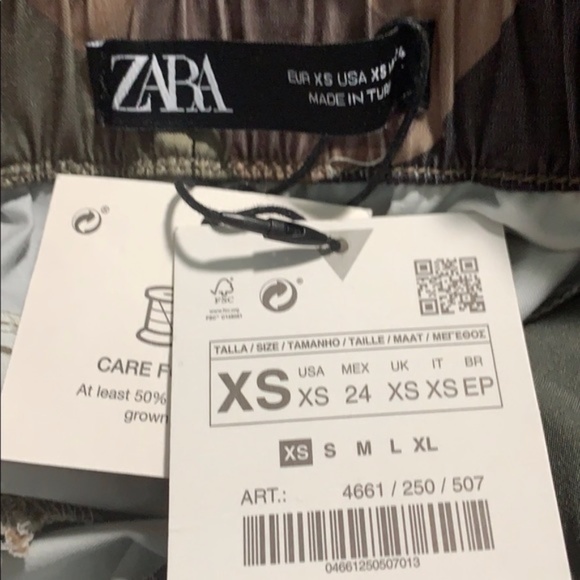 ZARA
EUR XS USA XS
MADE IN
CARE
At least 50%
grown
FSC
TALLA / SIZE / TAMANHO / TAILLE / MAAT / ΜΕΓΕΘΟΣ
XS
USA MEX UK IT BR
XS 24 XS XS EP
XS S M L XL
ART.: 4661 / 250 / 507
04661250507013